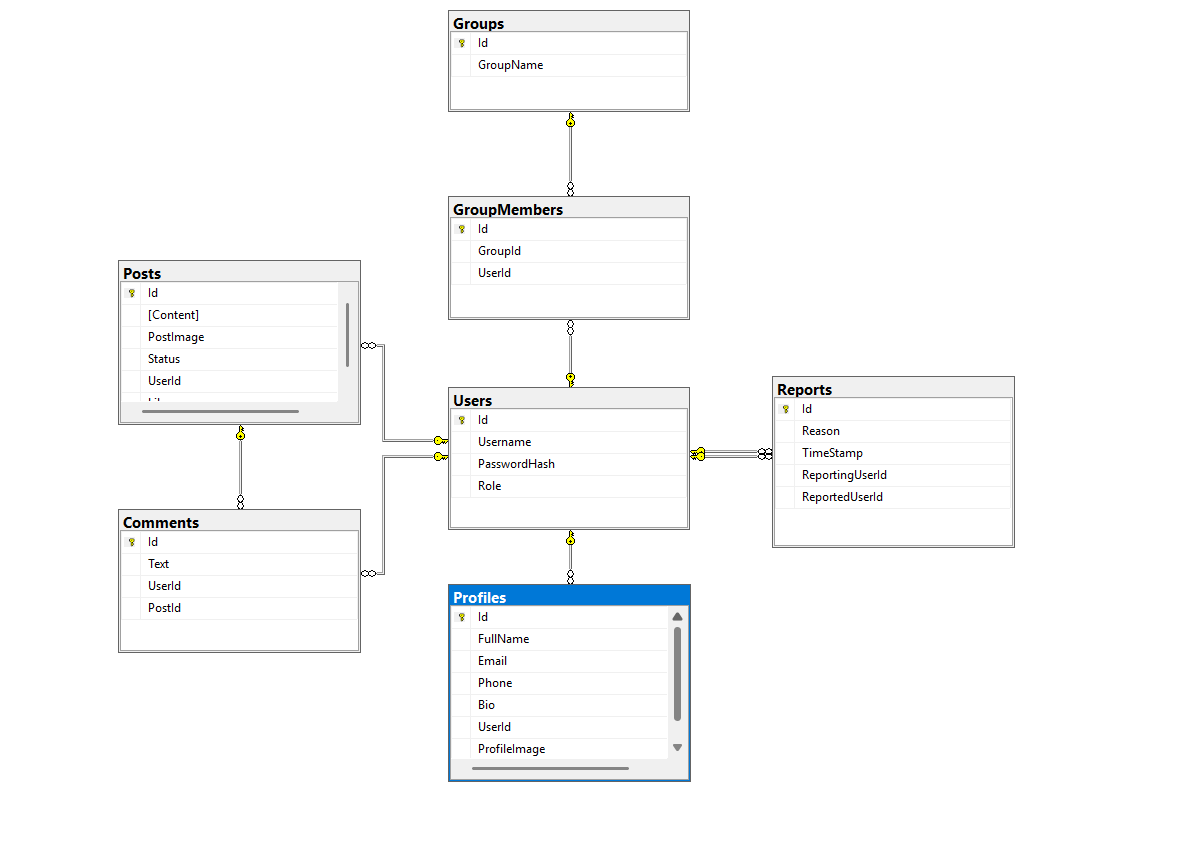 Groups
Id
GroupName
GroupMembers
Id
GroupId
UserId
Posts
Id
[Content]
PostImage
Status
UserId
Users
Id
Username
PasswordHash
Role
Reports
Id
Reason
TimeStamp
ReportingUserId
ReportedUserId
Comments
Id
Text
UserId
PostId
Profiles
Id
FullName
Email
Phone
Bio
UserId
ProfileImage